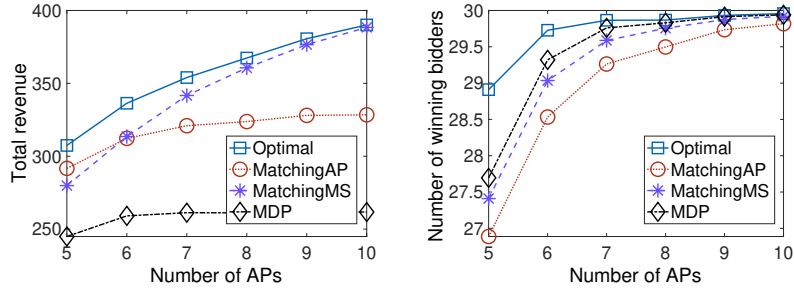 400
350
300
250
Total revenue
5 6 7 8 9 10
Number of APs
Optimal
MatchingAP
MatchingMS
MDP
30
29.5
29
28.5
28
27.5
27
Number of winning bidders
5 6 7 8 9 10
Number of APs
Optimal
MatchingAP
MatchingMS
MDP